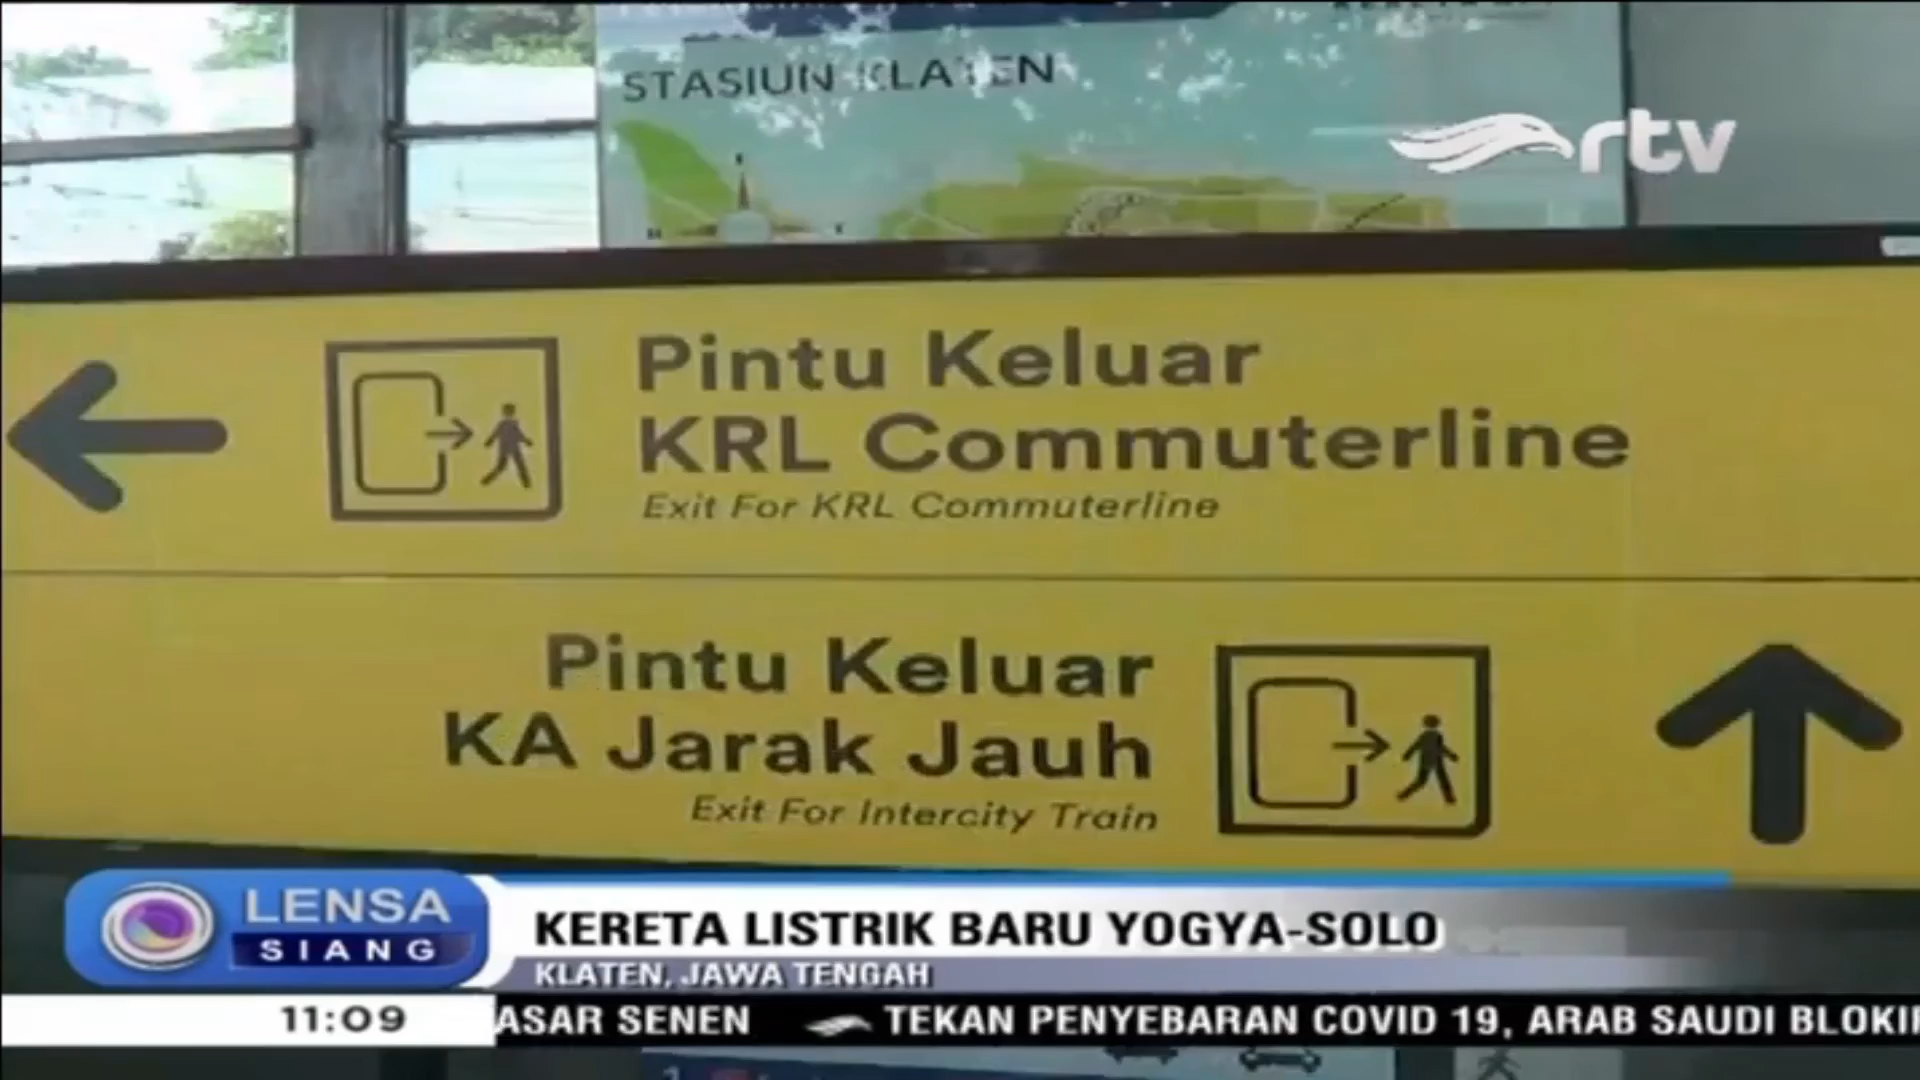 STASIUN KLATEN
rtv
Pintu Keluar
KRL Commuterline
Exit For KRL Commuterline
Pintu Keluar
KA Jarak Jauh
Exit For Intercity Train
LENSA
SIANG
KERETA LISTRIK BARU YOGYA-SOLO
KLATEN, JAWA TENGAH
11:09
ASAR SENEN TEKAN PENYEBARAN COVID 19, ARAB SAUDI BLOKIR